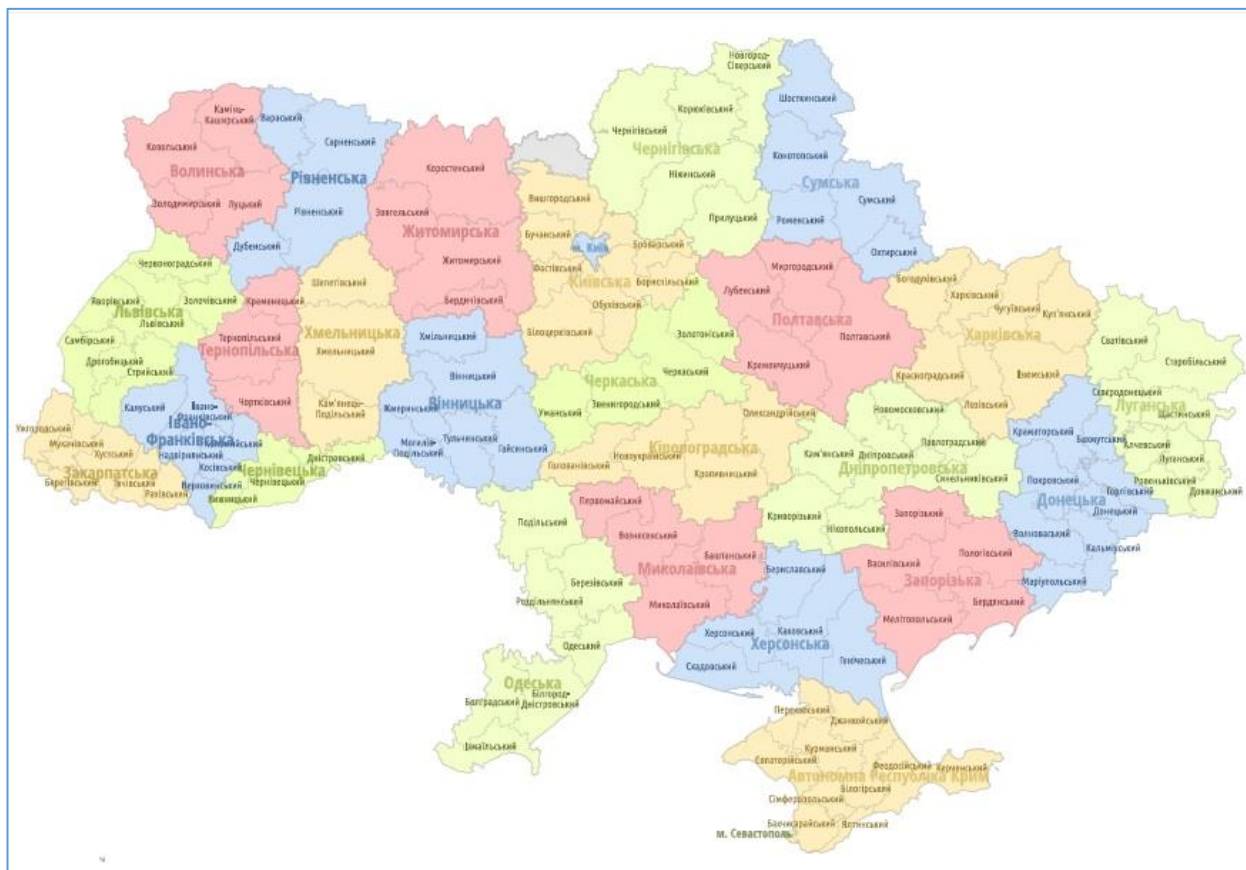 Новгород-
Сіверський
Шосткинський
Корюківський
Камінь-
Каширський
Вараський
Чернігівський
Сарненський
Ковельський
Чернігівська
Конотопський
Коростенський
Волинська
Рівненська
Ніжинський
Сумська
Вишгородський
Сумський
Володимирський
Луцький
Рівненський
Звягельський
Прилуцький
Роменський
Житомирська
Бучанський
м. Київ
Броварський
Дубенський
Охтирський
Червоноградський
Житомирський
Фастівський
Миргородський
Шепетівський
Київська
Бориспільський
Лубенський
Богодухівський
Яворівський
Золочівський
Кременецький
Бердичівський
Обухівський
Харківський
Чугуївський
Куп'янський
Львівська
Львівський
Полтавська
Білоцерківський
Золотоніський
Хмельницька
Хмільницький
Полтавський
Харківська
Самбірський
Тернопільський
Тернопільська
Хмельницький
Сватівський
Дрогобицький
Старобільський
Стрийський
Вінницький
Черкаський
Кременчуцький
Красноградський
Ізюмський
Черкаська
Чортківський
Кам'янець-
Подільський
Жмеринський
Вінницька
Звенигородський
Сєвєродонецький
Калуський
Івано-
Франківський
Уманський
Олександрійський
Новомосковський
Лозівський
Луганська
Щастинський
Ужгородський
Івано-
Франківська
Могилів-
Подільський
Тульчинський
Гайсинський
Краматорський
Бахмутський
Мукачівський
Надвірнянський
Дністровський
Кіровоградська
Павлоградський
Алчевський
Хустський
Косівський
Чернівецька
Новоукраїнський
Кам'янський
Дніпровський
Луганський
Закарпатська
Чернівецький
Голованівський
Кропивницький
Дніпропетровська
Берегівський
Тячівський
Верховинський
Синельниківський
Покровський
Ровеньківський
Рахівський
Вижницький
Горлівський
Довжанський
Донецька
Первомайський
Донецький
Подільський
Криворізький
Запорізький
Нікопольський
Вознесенський
Волноваський
Кальміуський
Баштанський
Пологівський
Миколаївська
Бериславський
Василівський
Березівський
Запорізька
Маріупольський
Роздільнянський
Миколаївський
Бердянський
Мелітопольський
Херсонський
Каховський
Одеський
Херсонська
Скадовський
Генічеський
Одеська
Болградський
Білгород-
Дністровський
Перекопський
Джанкойський
Ізмаїльський
Курманський
Євпаторійський
Феодосійський
Керченський
Автономна Республіка Крим
Білогірський
Сімферопольський
Бахчисарайський
Ялтинський
м. Севастополь